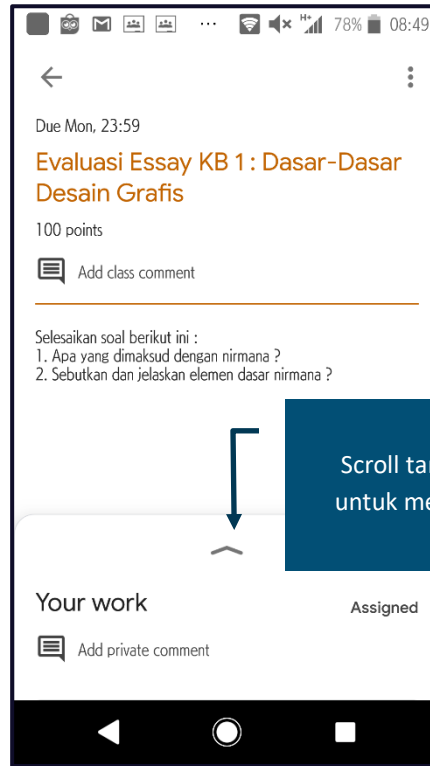 H+ 78% 08:49
Due Mon, 23:59
Evaluasi Essay KB 1 : Dasar-Dasar
Desain Grafis
100 points
Add class comment
Selesaikan soal berikut ini :
1. Apa yang dimaksud dengan nirmana ?
2. Sebutkan dan jelaskan elemen dasar nirmana ?
Scroll
untuk
Your work
Assigned
Add private comment